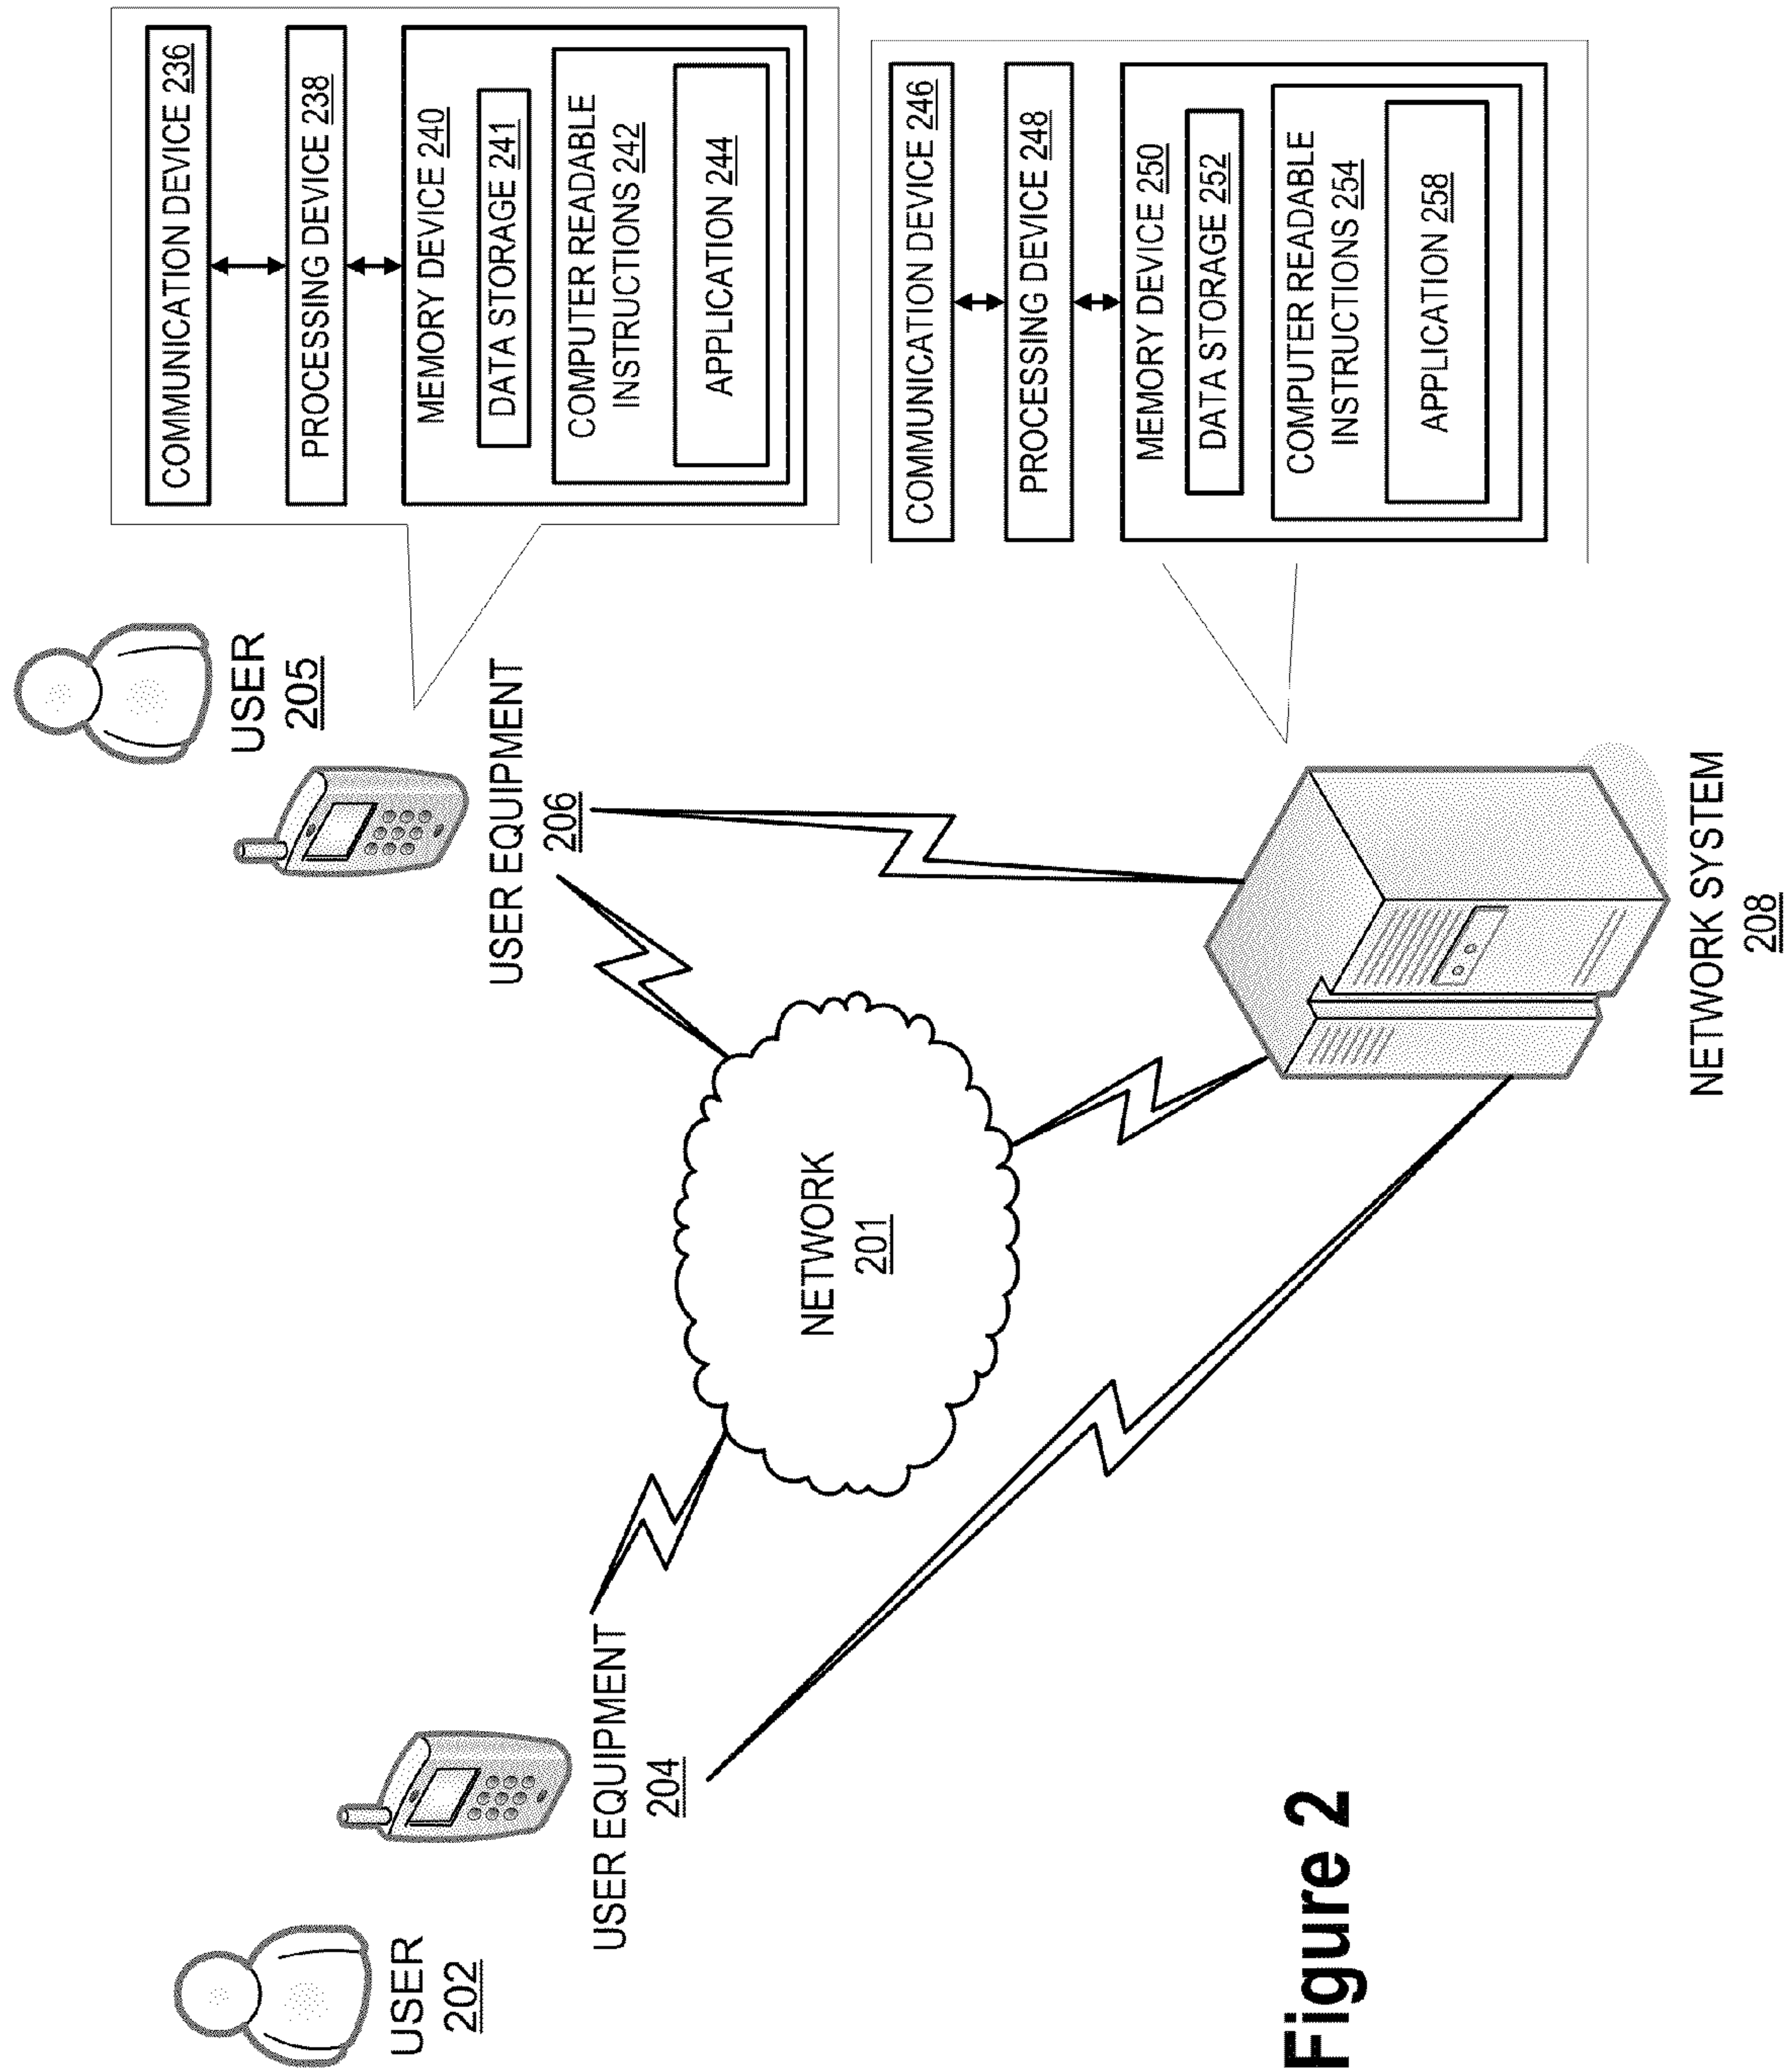 USER
202
USER EQUIPMENT
204
NETWORK
201
USER
205
USER EQUIPMENT
206
NETWORK SYSTEM
208
COMMUNICATION DEVICE 236
PROCESSING DEVICE 238
MEMORY DEVICE 240
DATA STORAGE 241
COMPUTER READABLE
INSTRUCTIONS 242
APPLICATION 244
COMMUNICATION DEVICE 246
PROCESSING DEVICE 248
MEMORY DEVICE 250
DATA STORAGE 252
COMPUTER READABLE
INSTRUCTIONS 254
APPLICATION 258
Figure 2